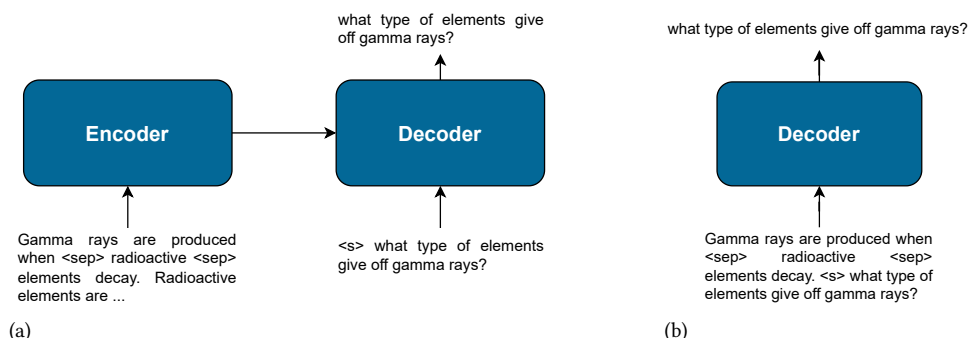 what type of elements give
off gamma rays?
Encoder
Decoder
Gamma rays are produced
when <sep> radioactive <sep>
elements decay. Radioactive
elements are ...
<s> what type of elements
give off gamma rays?
(a)
what type of elements give off gamma rays?
Decoder
Gamma rays are produced when
<sep> radioactive <sep>
elements decay. <s> what type of
elements give off gamma rays?
(b)